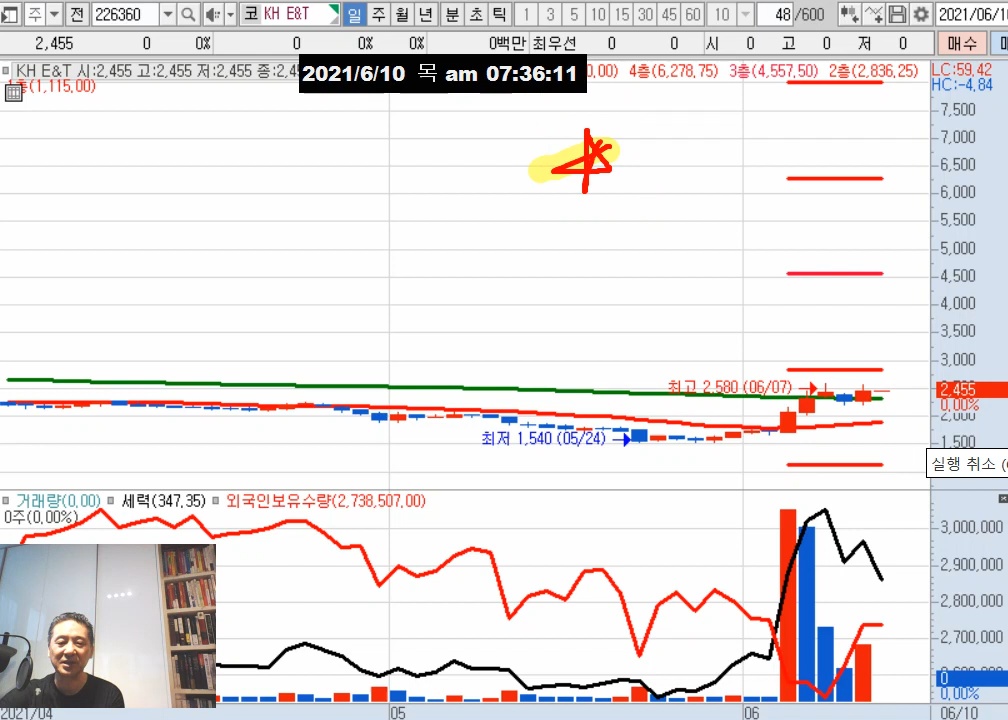 주 전 226360 코 KH E&T 일 주 월 년 분 초 틱 1 3 5 10 15 30 45 60 10 48 /600 2021/06/10
2,455 0 0% 0 0% 0% 0백만 최우선 0 0 시 0 고 0 저 0 매수
KH E&T 시:2,455 고:2,455 저:2,455 종:2,45
2021/6/10 목 am 07:36:11
0,00) 4층(6,278,75) 3층(4,557,50) 2층(2,836,25)
(1,115,00)
LC:59,42
HC:-4,84
7,500
7,000
6,500
6,000
5,500
5,000
4,500
4,000
3,500
3,000
최고 2,580 (06/07)
2,455
0,00%
2,000
최저 1,540 (05/24)
1,500
실행 취소 (
거래량(0,00) 세력(347,35) 외국인보유수량(2,738,507,00)
0주(0,00%)
3,000,000
2,900,000
2,800,000
2,700,000
0
0,00%
2021/04 05 06 06/10